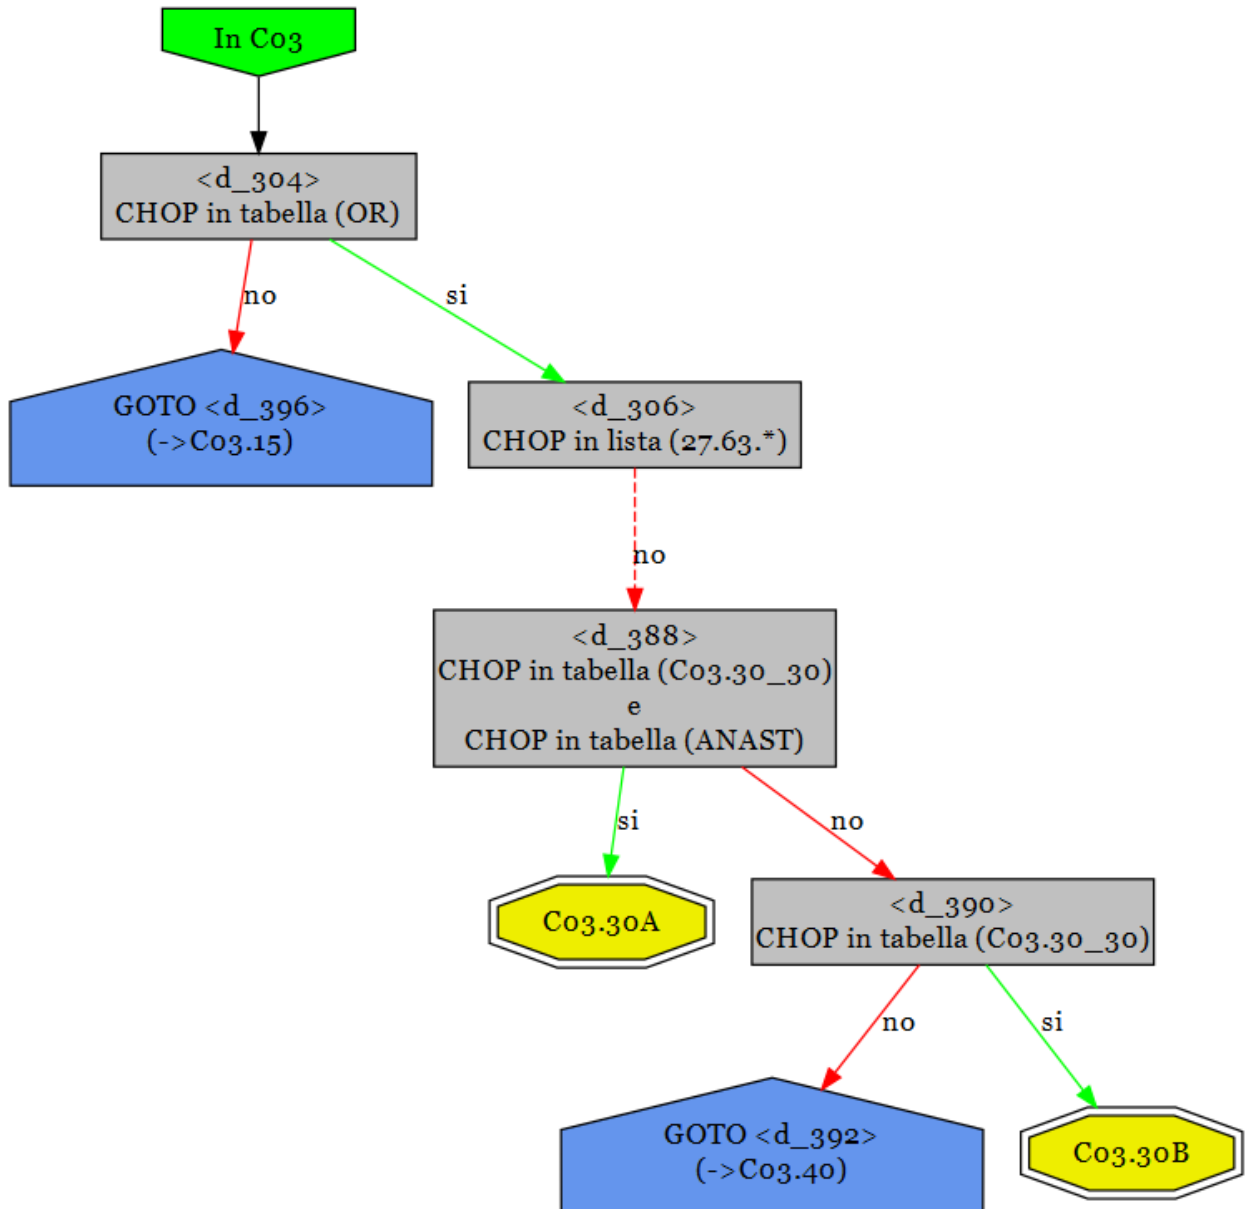 In C03
<d_304>
CHOP in tabella (OR)
no
si
GOTO <d_396>
(->C03.15)
<d_306>
CHOP in lista (27.63.*)
no
<d_388>
CHOP in tabella (C03.30_30)
e
CHOP in tabella (ANAST)
si
no
C03.30A
<d_390>
CHOP in tabella (C03.30_30)
no
si
GOTO <d_392>
(->C03.40)
C03.30B